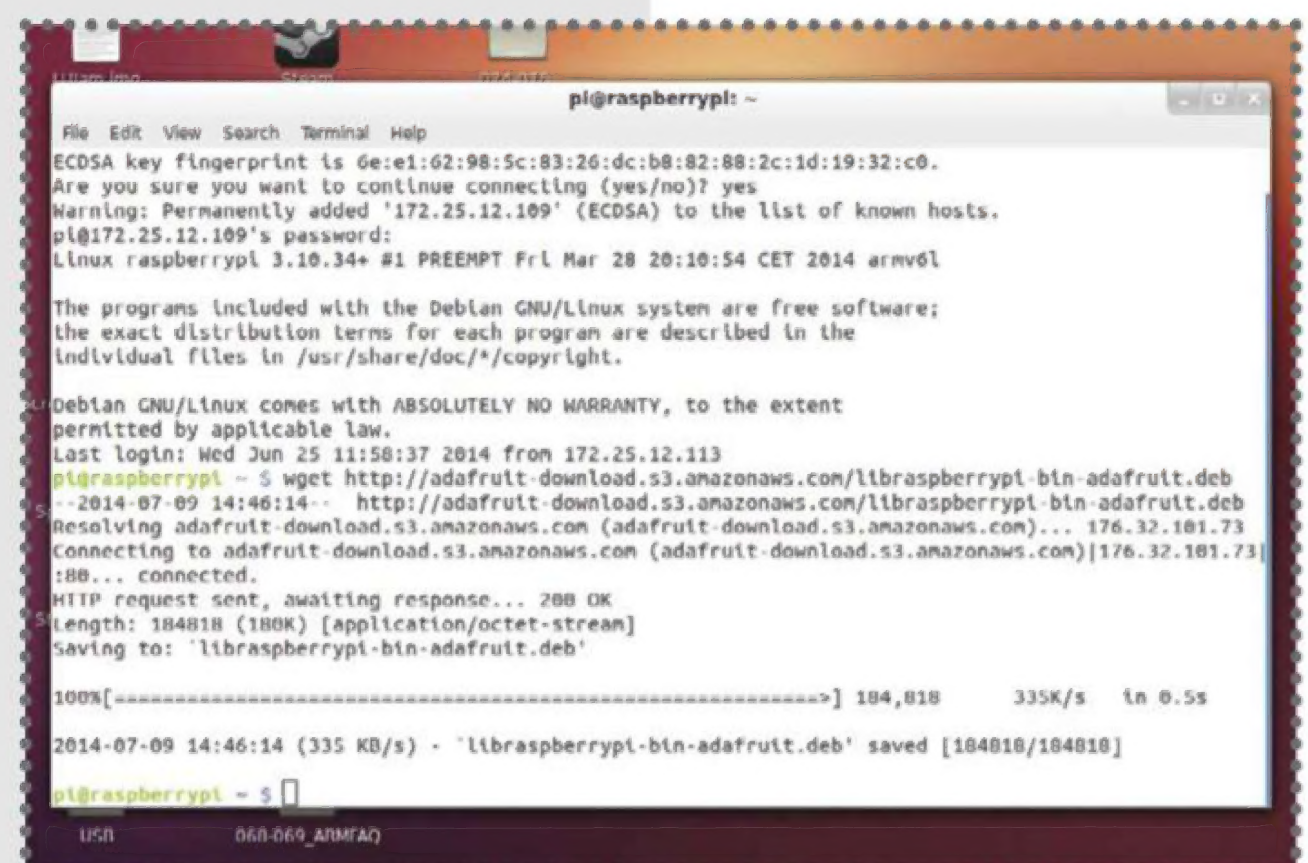 Steam
pi@raspberrypi: ~
File Edit View Search Terminal Help
ECDSA key fingerprint is 6e:e1:62:98:5c:83:26:dc:b8:82:88:2c:1d:19:32:c0.
Are you sure you want to continue connecting (yes/no)? yes
Warning: Permanently added '172.25.12.109' (ECDSA) to the list of known hosts.
pi@172.25.12.109's password:
Linux raspberrypi 3.10.34+ #1 PREEMPT Fri Mar 28 20:10:54 CET 2014 armv6l
The programs included with the Debian GNU/Linux system are free software;
the exact distribution terms for each program are described in the
individual files in /usr/share/doc/*/copyright.
Debian GNU/Linux comes with ABSOLUTELY NO WARRANTY, to the extent
permitted by applicable law.
Last login: Wed Jun 25 11:58:37 2014 from 172.25.12.113
pi@raspberrypi ~ $ wget http://adafruit-download.s3.amazonaws.com/libraspberrypi-bin-adafruit.deb
--2014-07-09 14:46:14-- http://adafruit-download.s3.amazonaws.com/libraspberrypi-bin-adafruit.deb
Resolving adafruit-download.s3.amazonaws.com (adafruit-download.s3.amazonaws.com)... 176.32.101.73
Connecting to adafruit-download.s3.amazonaws.com (adafruit-download.s3.amazonaws.com)|176.32.101.73|
:80... connected.
HTTP request sent, awaiting response... 200 OK
Length: 184818 (180K) [application/octet-stream]
Saving to: `libraspberrypi-bin-adafruit.deb'
100%[===========================================================>] 184,818 335K/s in 0.5s
2014-07-09 14:46:14 (335 KB/s) - `libraspberrypi-bin-adafruit.deb' saved [184818/184818]
pi@raspberrypi ~ $
USB 068-069_ARMFAQ